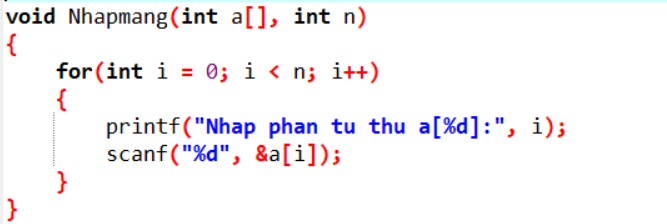 void Nhapmang(int a[], int n)
{
for(int i = 0; i < n; i++)
{
printf("Nhap phan tu thu a[%d]:", i);
scanf("%d", &a[i]);
}
}